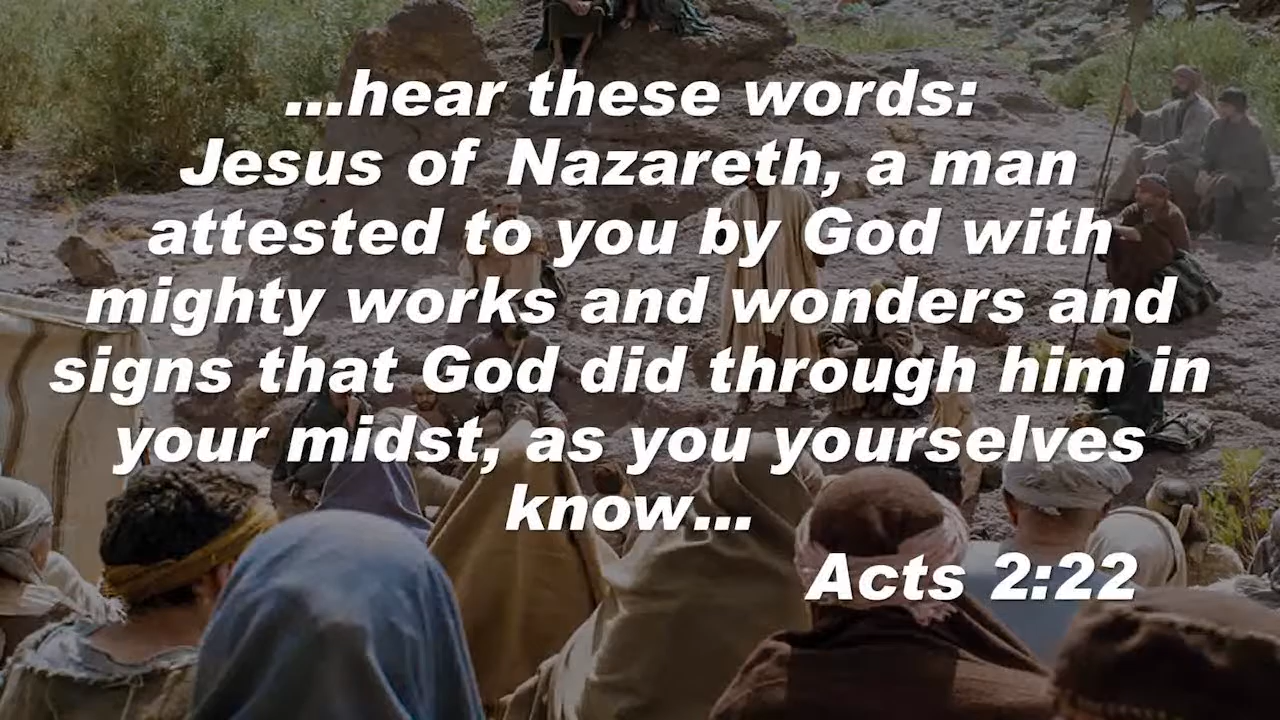 ...hear these words:
Jesus of Nazareth, a man
attested to you by God with
mighty works and wonders and
signs that God did through him in
your midst, as you yourselves
know...
Acts 2:22